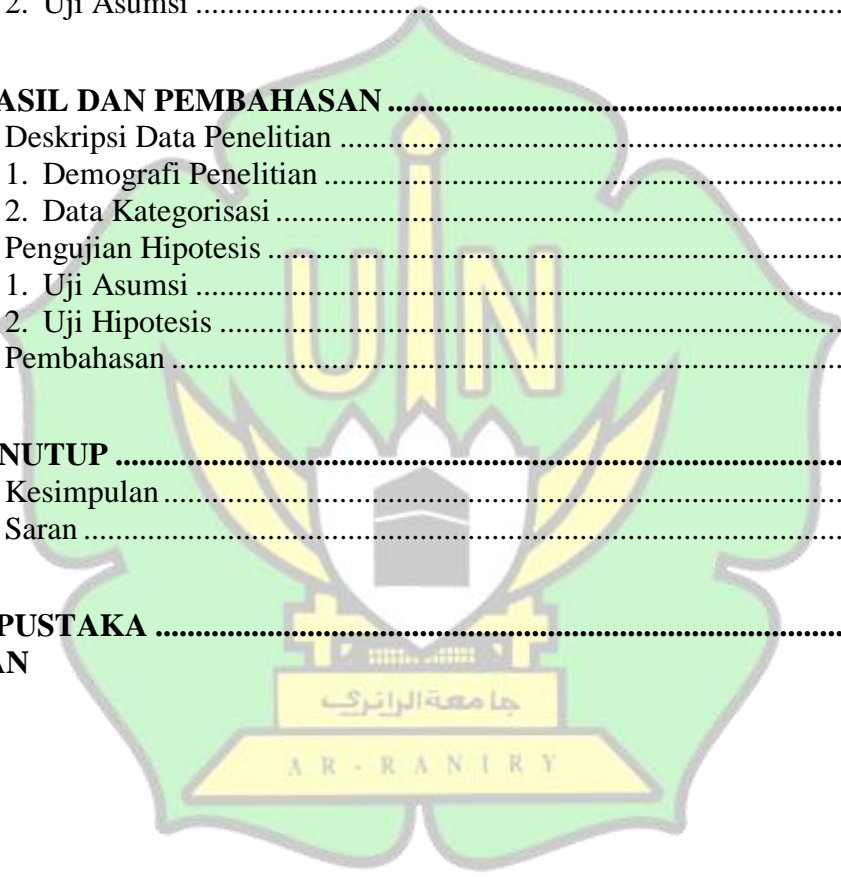 2. Uji Asumsi ................................................................................
ASIL DAN PEMBAHASAN ................................................................
Deskripsi Data Penelitian ................................................................
1. Demografi Penelitian ................................................................
2. Data Kategorisasi ................................................................
Pengujian Hipotesis ................................................................
1. Uji Asumsi ................................................................
2. Uji Hipotesis ................................................................
Pembahasan ................................................................
NUTUP ................................................................
Kesimpulan ................................................................
Saran ................................................................
PUSTAKA ................................................................
AN
UIN
جامعة الرانري
AR-RANIRY